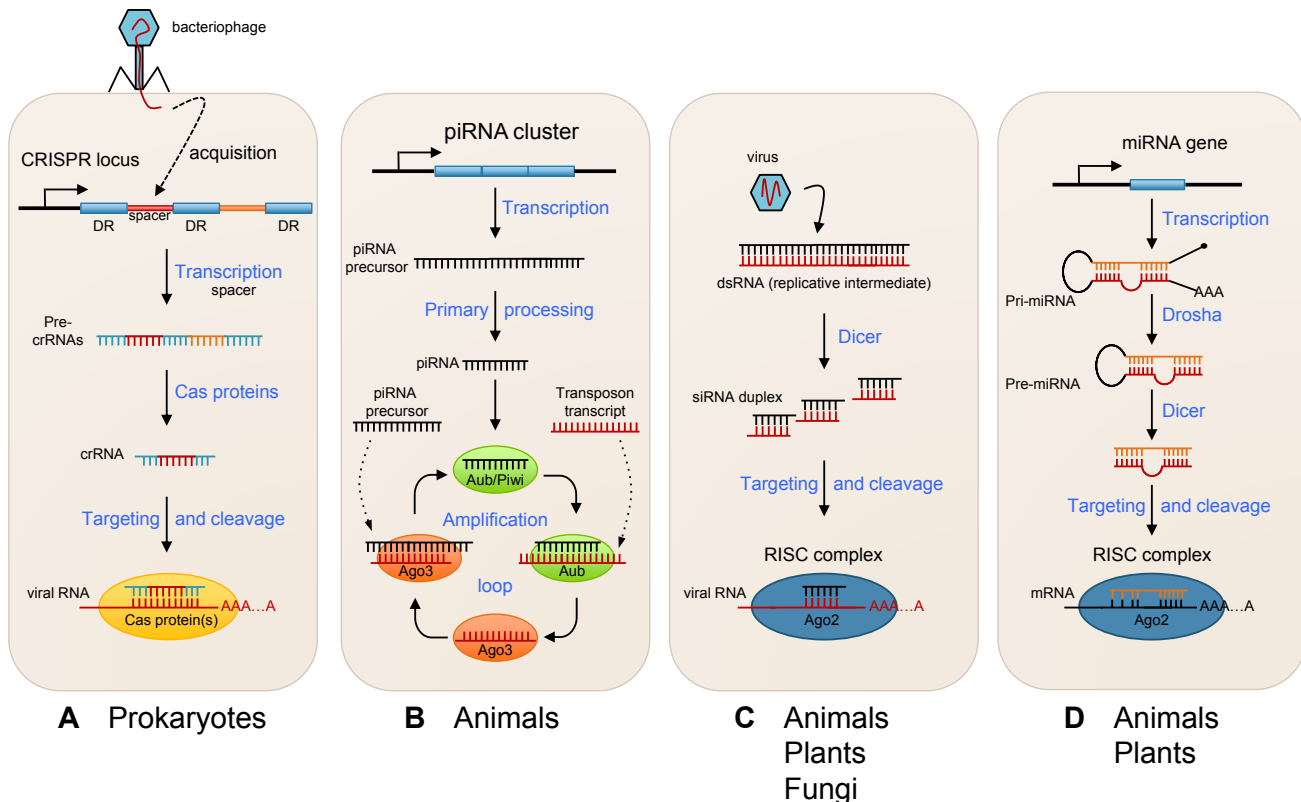 bacteriophage
CRISPR locus
acquisition
spacer
DR
DR
DR
Transcription
spacer
Pre-
crRNAs
Cas proteins
crRNA
Targeting and cleavage
viral RNA
AAA...A
Cas protein(s)
A Prokaryotes
piRNA cluster
Transcription
piRNA
precursor
Primary processing
piRNA
piRNA
precursor
Transposon
transcript
Aub/Piwi
Amplification
Ago3
Aub
loop
Ago3
B Animals
virus
dsRNA (replicative intermediate)
Dicer
siRNA duplex
Targeting and cleavage
RISC complex
viral RNA
AAA...A
Ago2
C Animals
Plants
Fungi
miRNA gene
Transcription
Pri-miRNA
AAA
Drosha
Pre-miRNA
Dicer
Targeting and cleavage
RISC complex
mRNA
AAA...A
Ago2
D Animals
Plants